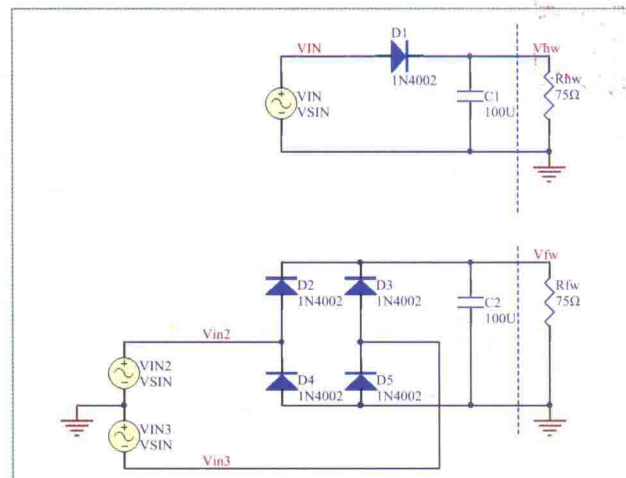 D1
VIN
Vhw
1N4002
VIN
VSIN
C1
100U
Rhw
75Ω
Vfw
D2
1N4002
D3
1N4002
C2
100U
Rfw
75Ω
Vin2
VIN2
VSIN
D4
1N4002
D5
1N4002
VIN3
VSIN
Vin3